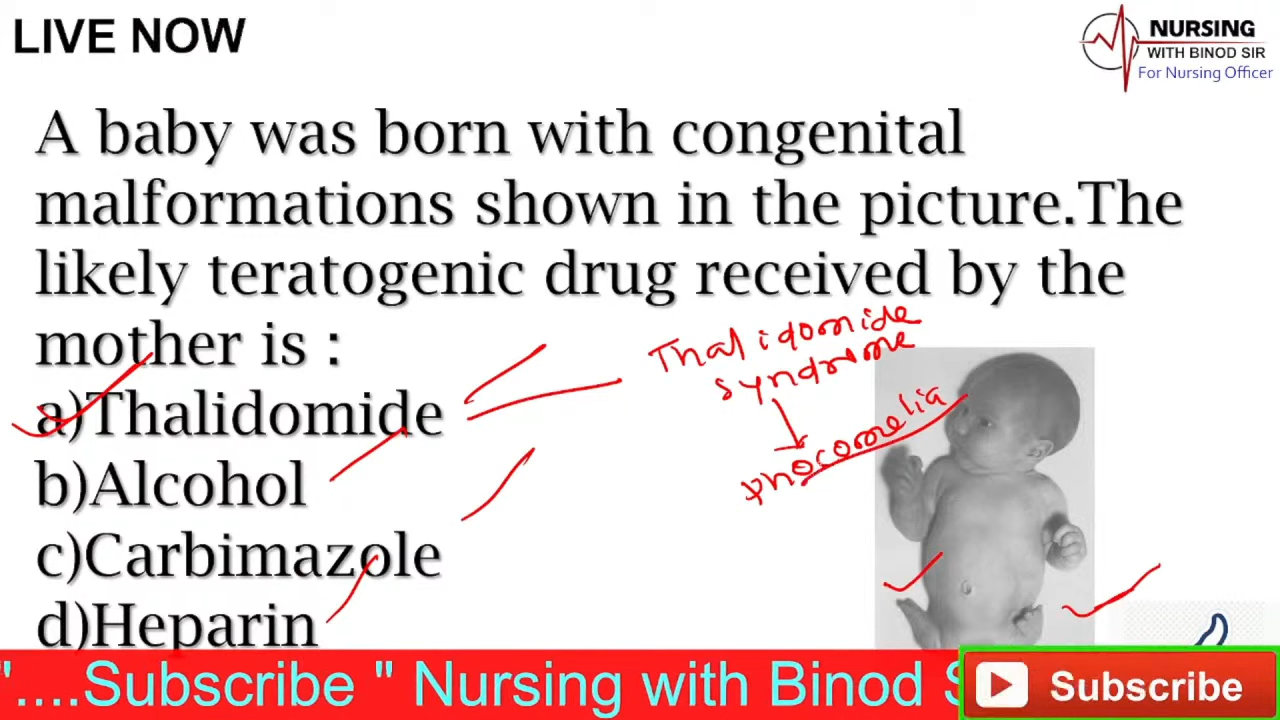 LIVE NOW
NURSING
WITH BINOD SIR
For Nursing Officer
A baby was born with congenital
malformations shown in the picture.The
likely teratogenic drug received by the
mother is :
a)Thalidomide
b)Alcohol
c)Carbimazole
d)Heparin
Thalidomide
syndrome
phocomelia
"....Subscribe " Nursing with Binod S
Subscribe